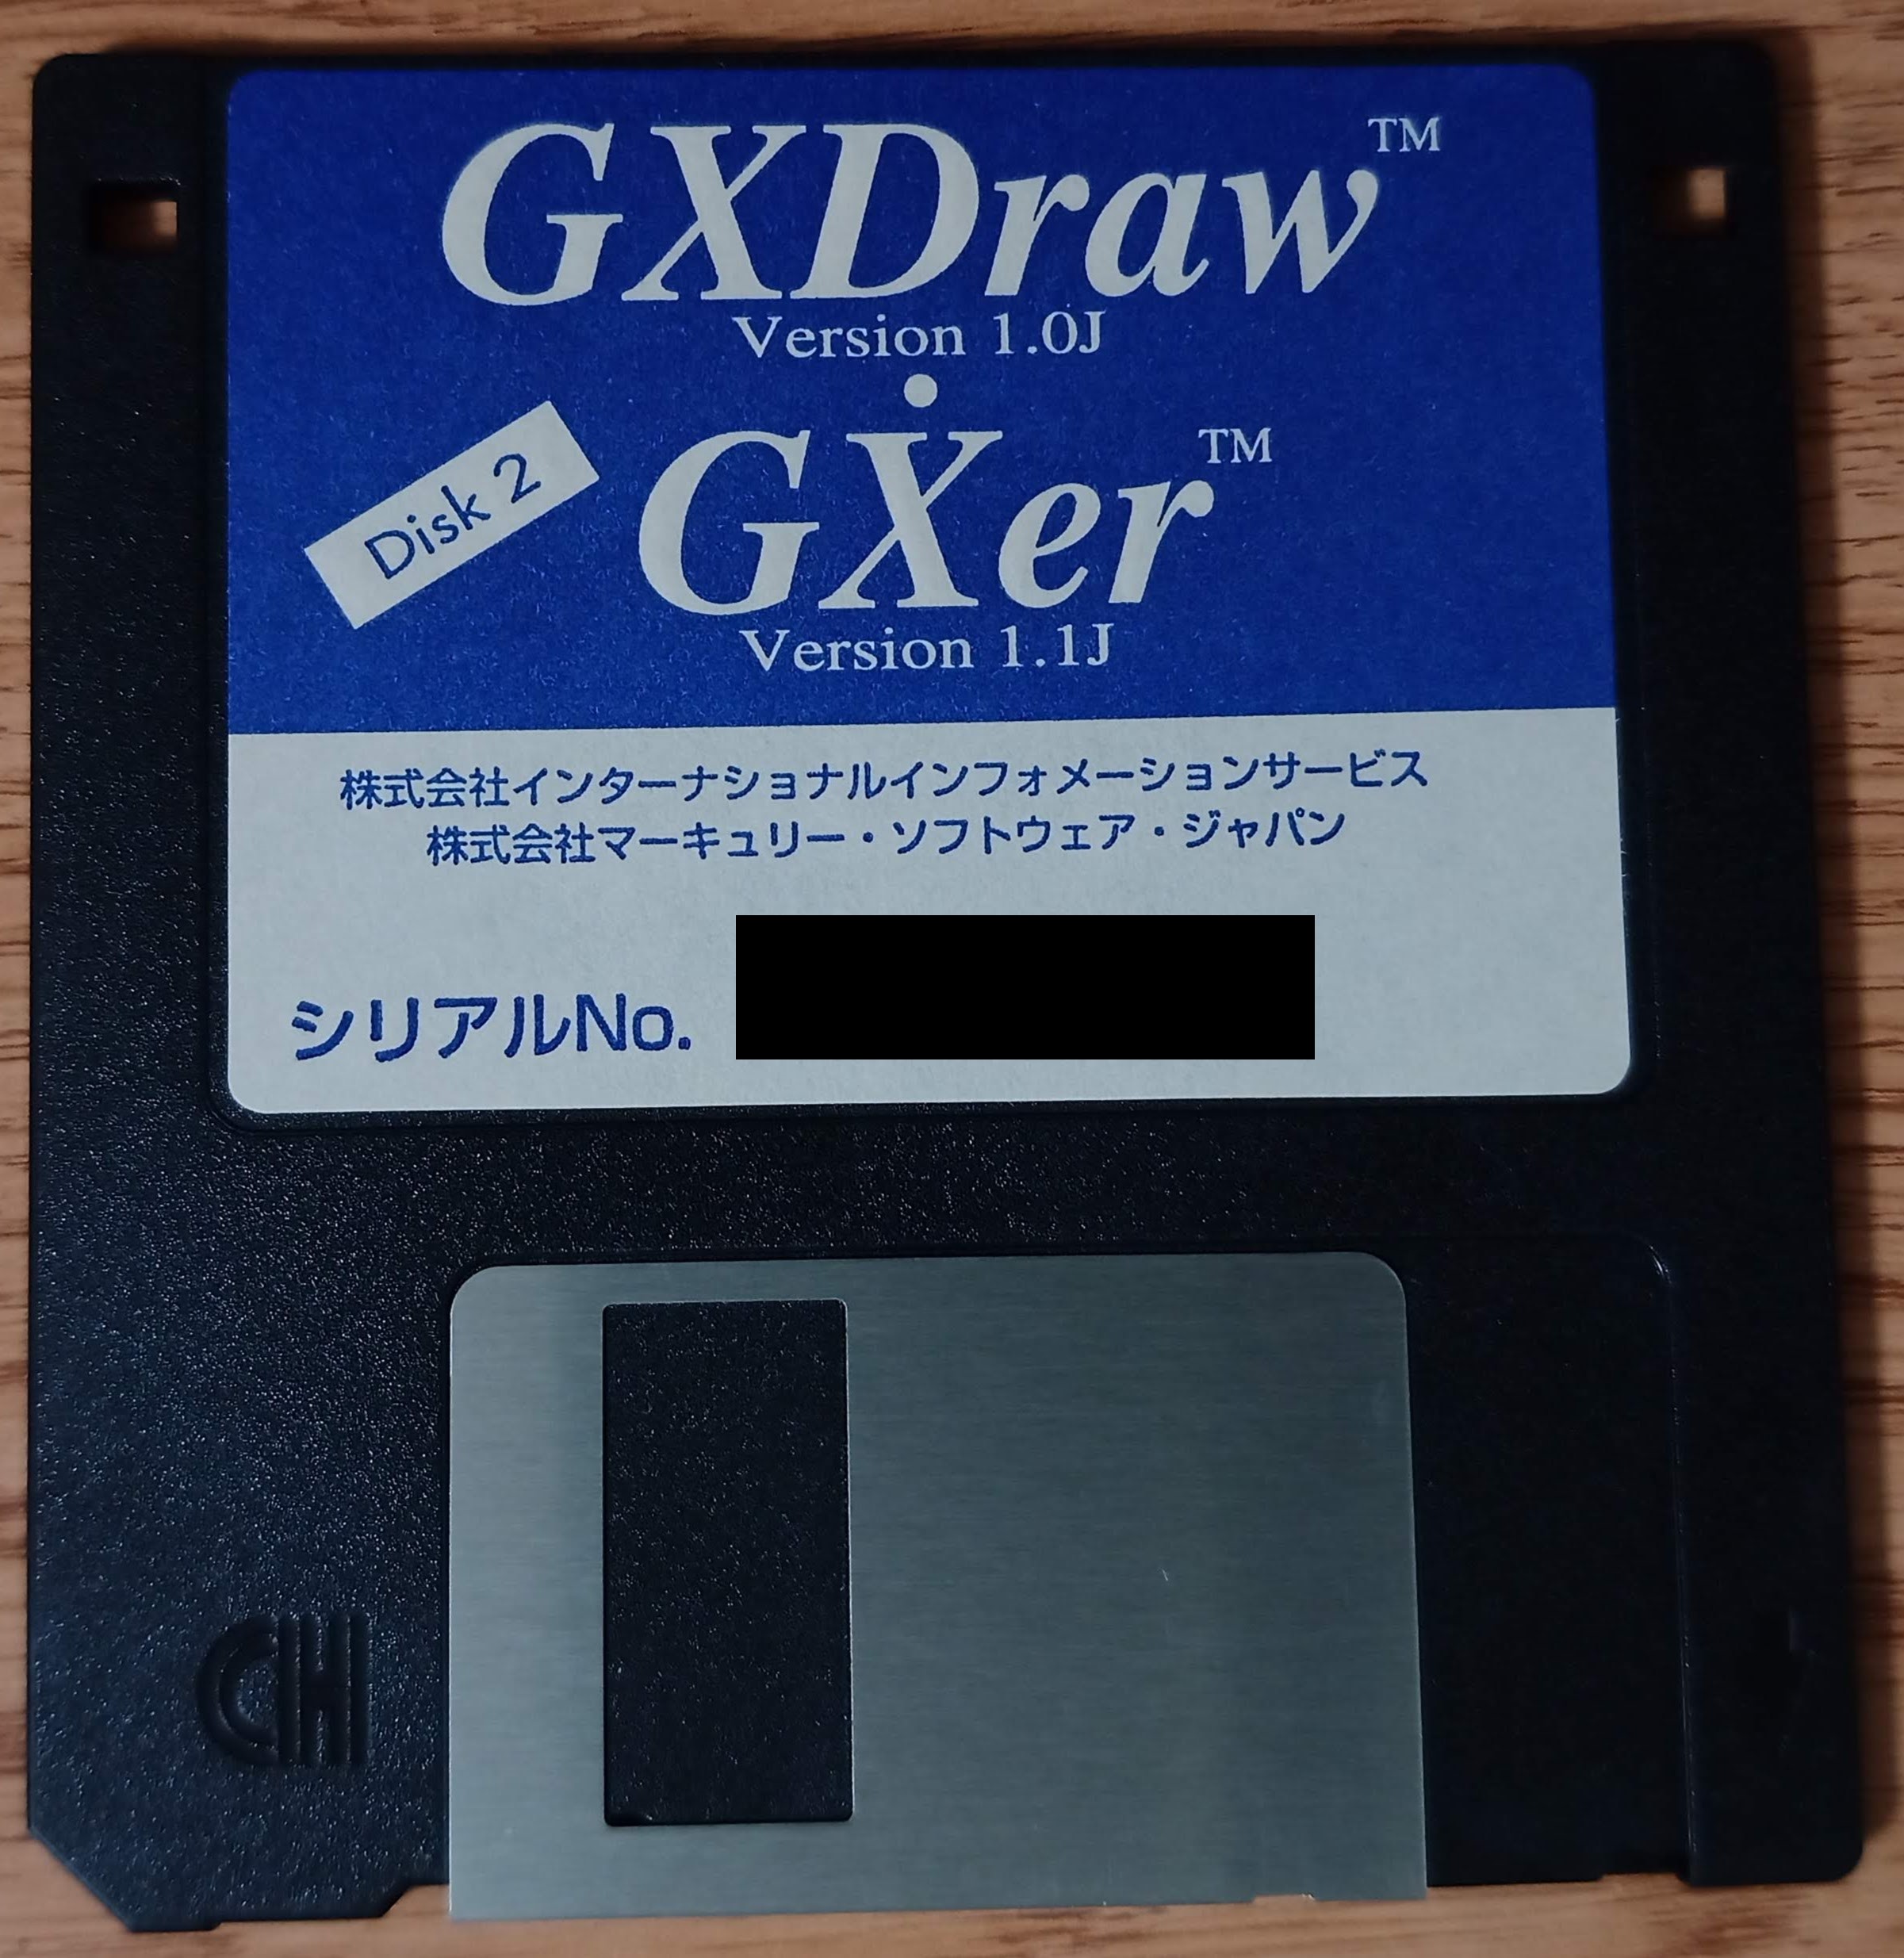 GXDraw™
Version 1.0J
•
GXer™
Disk 2
Version 1.1J
株式会社インターナショナルインフォメーションサービス
株式会社マーキュリー・ソフトウェア・ジャパン
シリアルNo.
HD